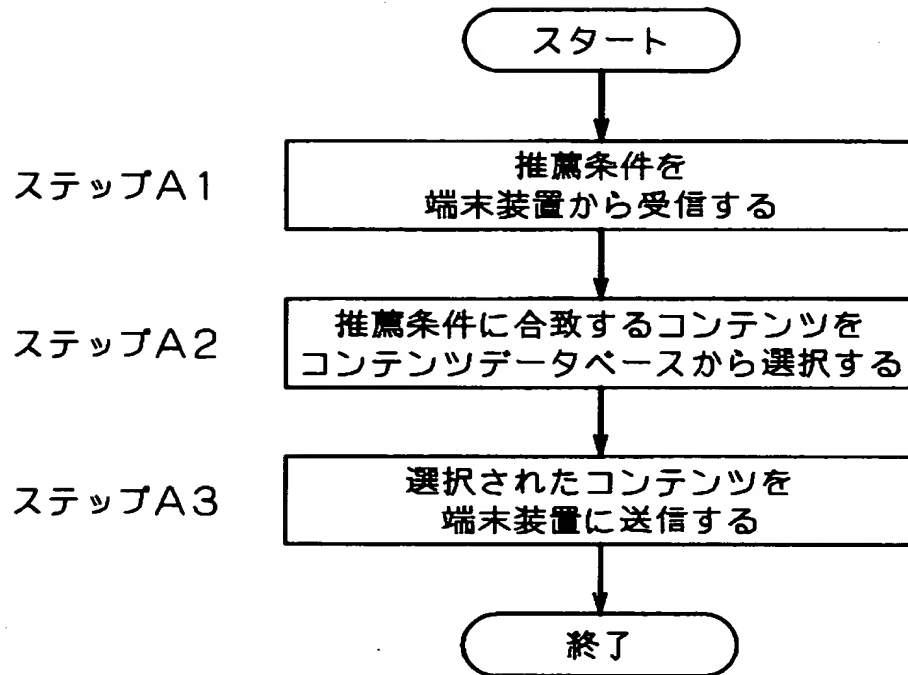 スタート
ステップA1
推薦条件を
端末装置から受信する
ステップA2
推薦条件に合致するコンテンツを
コンテンツデータベースから選択する
ステップA3
選択されたコンテンツを
端末装置に送信する
終了